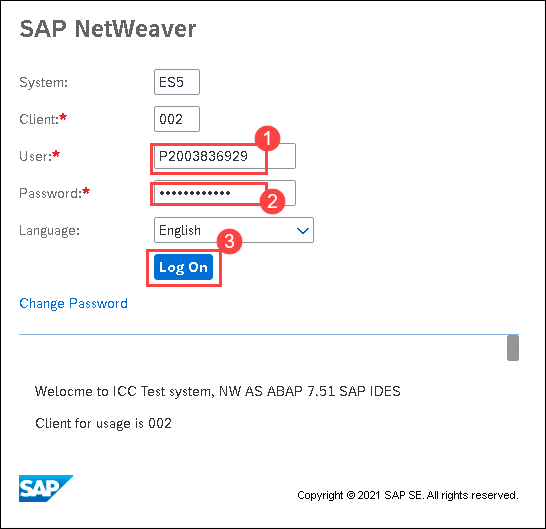 SAP NetWeaver
System: ES5
Client:* 002
1
User:* P2003836929
Password:* ••••••••••••
2
Language: English
3
Log On
Change Password
Welocme to ICC Test system, NW AS ABAP 7.51 SAP IDES
Client for usage is 002
SAP
Copyright © 2021 SAP SE. All rights reserved.